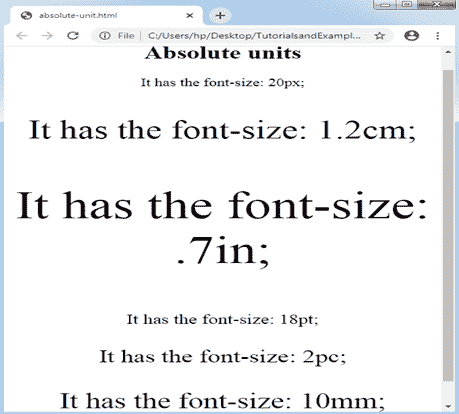 absolute-unit.html
File | C:/Users/hp/Desktop/TutorialsandExampl...
Absolute units
It has the font-size: 20px;
It has the font-size: 1.2cm;
It has the font-size:
.7in;
It has the font-size: 18pt;
It has the font-size: 2pc;
It has the font-size: 10mm;